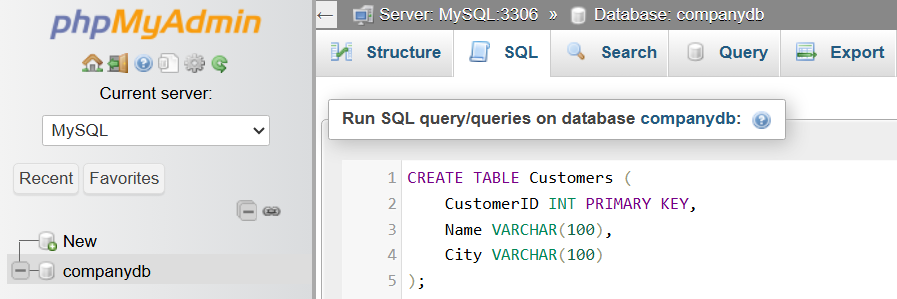 phpMyAdmin
Current server:
MySQL
Recent Favorites
New
companydb
Server: MySQL:3306 » Database: companydb
Structure SQL Search Query Export
Run SQL query/queries on database companydb:
1 CREATE TABLE Customers (
2 CustomerID INT PRIMARY KEY,
3 Name VARCHAR(100),
4 City VARCHAR(100)
5 );